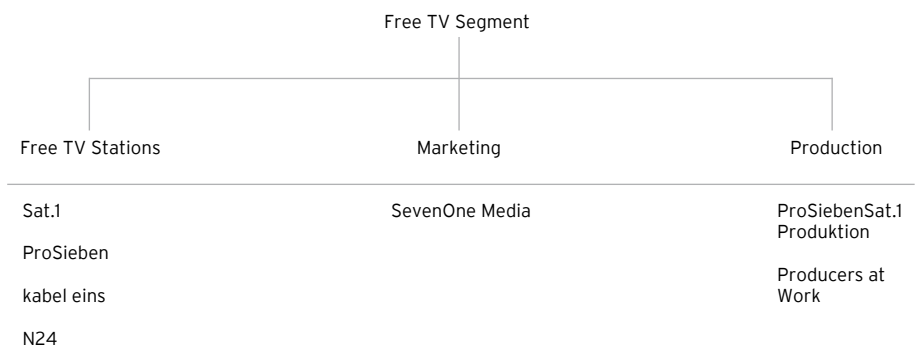 Free TV Segment
Free TV Stations
Marketing
Production
Sat.1
SevenOne Media
ProSiebenSat.1
Produktion
ProSieben
Producers at
Work
kabel eins
N24